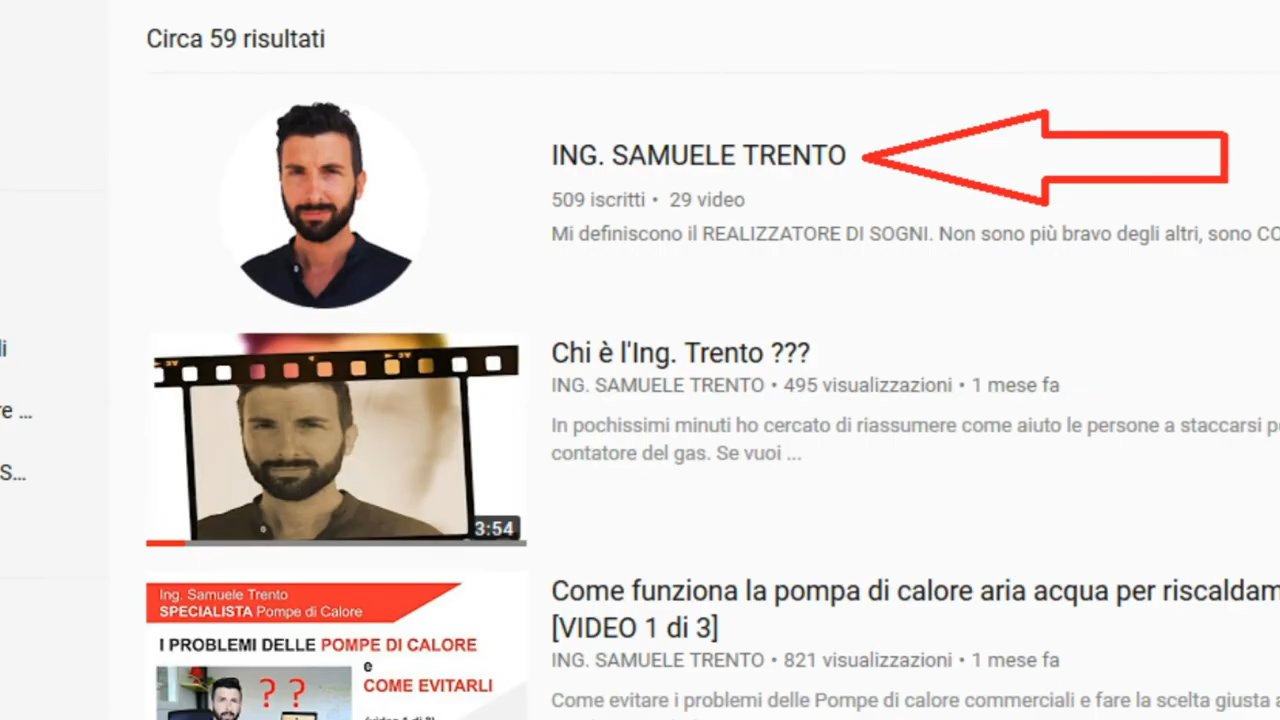 Circa 59 risultati
ING. SAMUELE TRENTO
509 iscritti • 29 video
Mi definiscono il REALIZZATORE DI SOGNI. Non sono più bravo degli altri, sono
Chi è l'Ing. Trento ???
ING. SAMUELE TRENTO • 495 visualizzazioni • 1 mese fa
In pochissimi minuti ho cercato di riassumere come aiuto le persone a staccarsi
contatore del gas. Se vuoi ...
3:54
Come funziona la pompa di calore aria acqua per
[VIDEO 1 di 3]
ING. SAMUELE TRENTO • 821 visualizzazioni • 1 mese fa
Come evitare i problemi delle Pompe di calore commerciali e fare la scelta giusta
Ing. Samuele Trento
SPECIALISTA Pompe di Calore
I PROBLEMI DELLE POMPE DI CALORE
e
COME EVITARLI
? ?